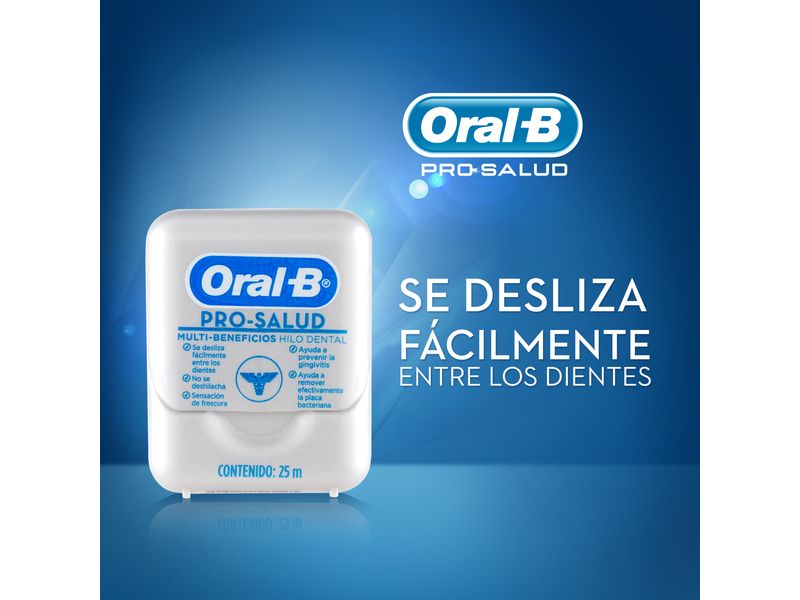 Oral-B
PRO-SALUD
SE DESLIZA
FÁCILMENTE
ENTRE LOS DIENTES
Oral-B®
PRO-SALUD
MULTI-BENEFICIOS HILO DENTAL
Se desliza
fácilmente
entre los
dientes
No se
deshilacha
Sensación
de frescura
Ayuda a
prevenir la
gingivitis
Ayuda a
remover
efectivamente
la placa
bacteriana
CONTENIDO: 25 m